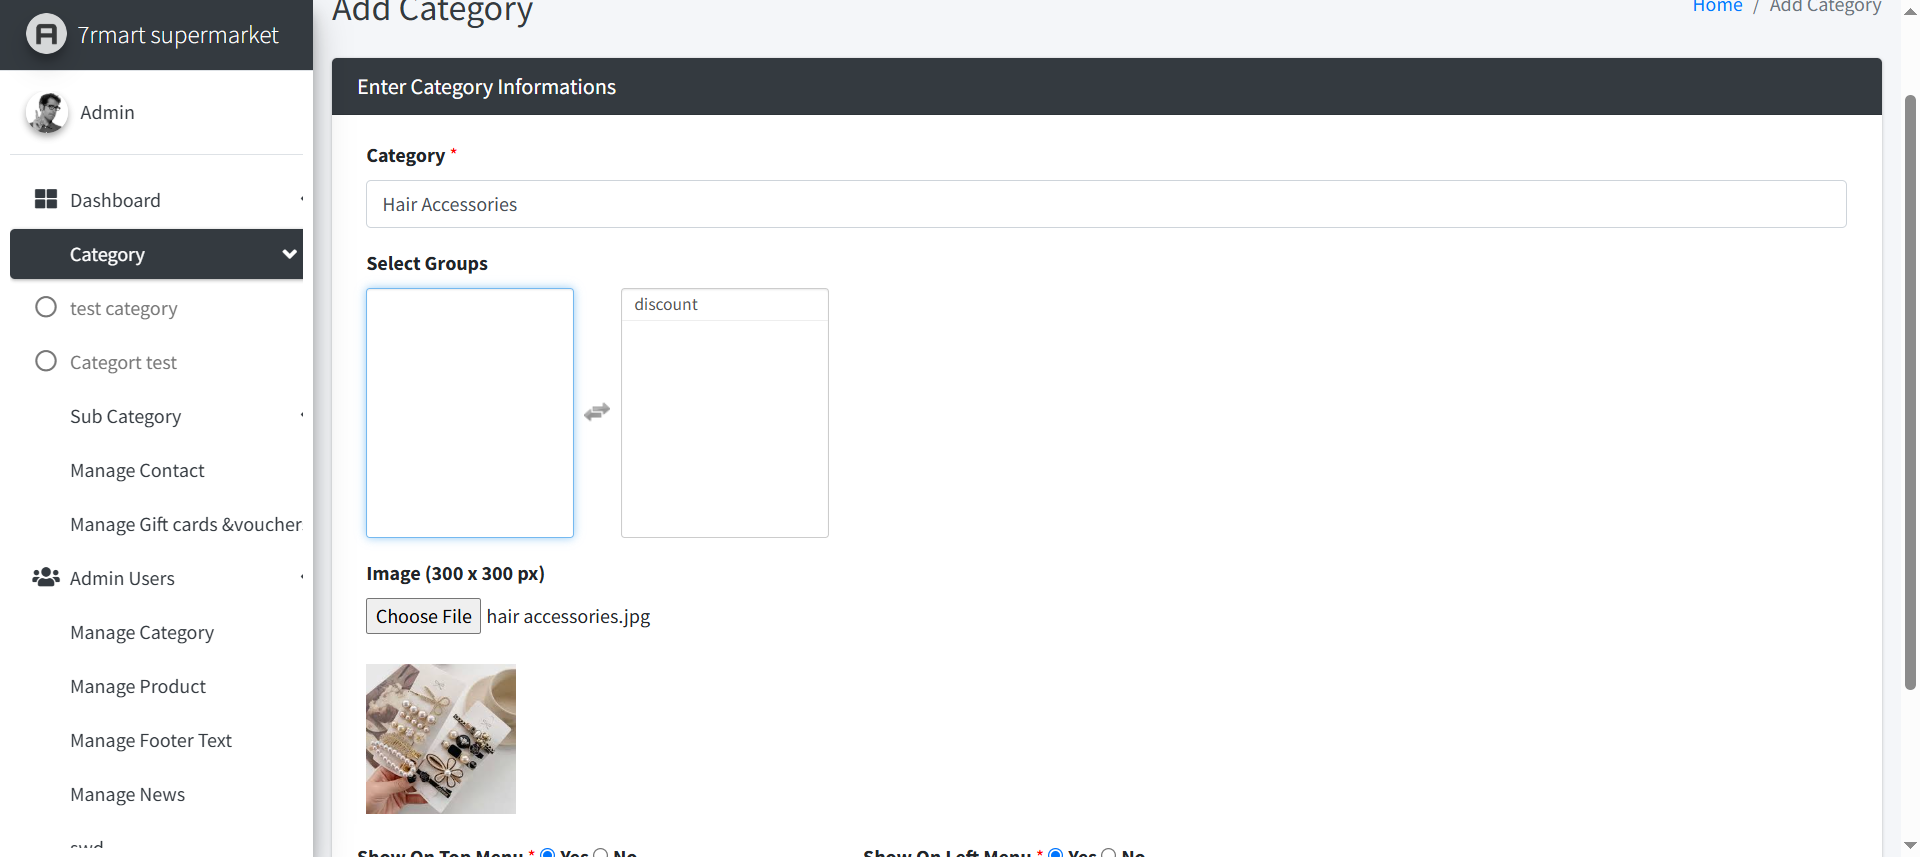 7rmart supermarket
Admin
Dashboard
Category
test category
Categort test
Sub Category
Manage Contact
Manage Gift cards &voucher
Admin Users
Manage Category
Manage Product
Manage Footer Text
Manage News
swd
Add Category
Home / Add Category
Enter Category Informations
Category *
Hair Accessories
Select Groups
discount
Image (300 x 300 px)
Choose File hair accessories.jpg
Show On Top Menu * Yes No
Show On Left Menu * Yes No